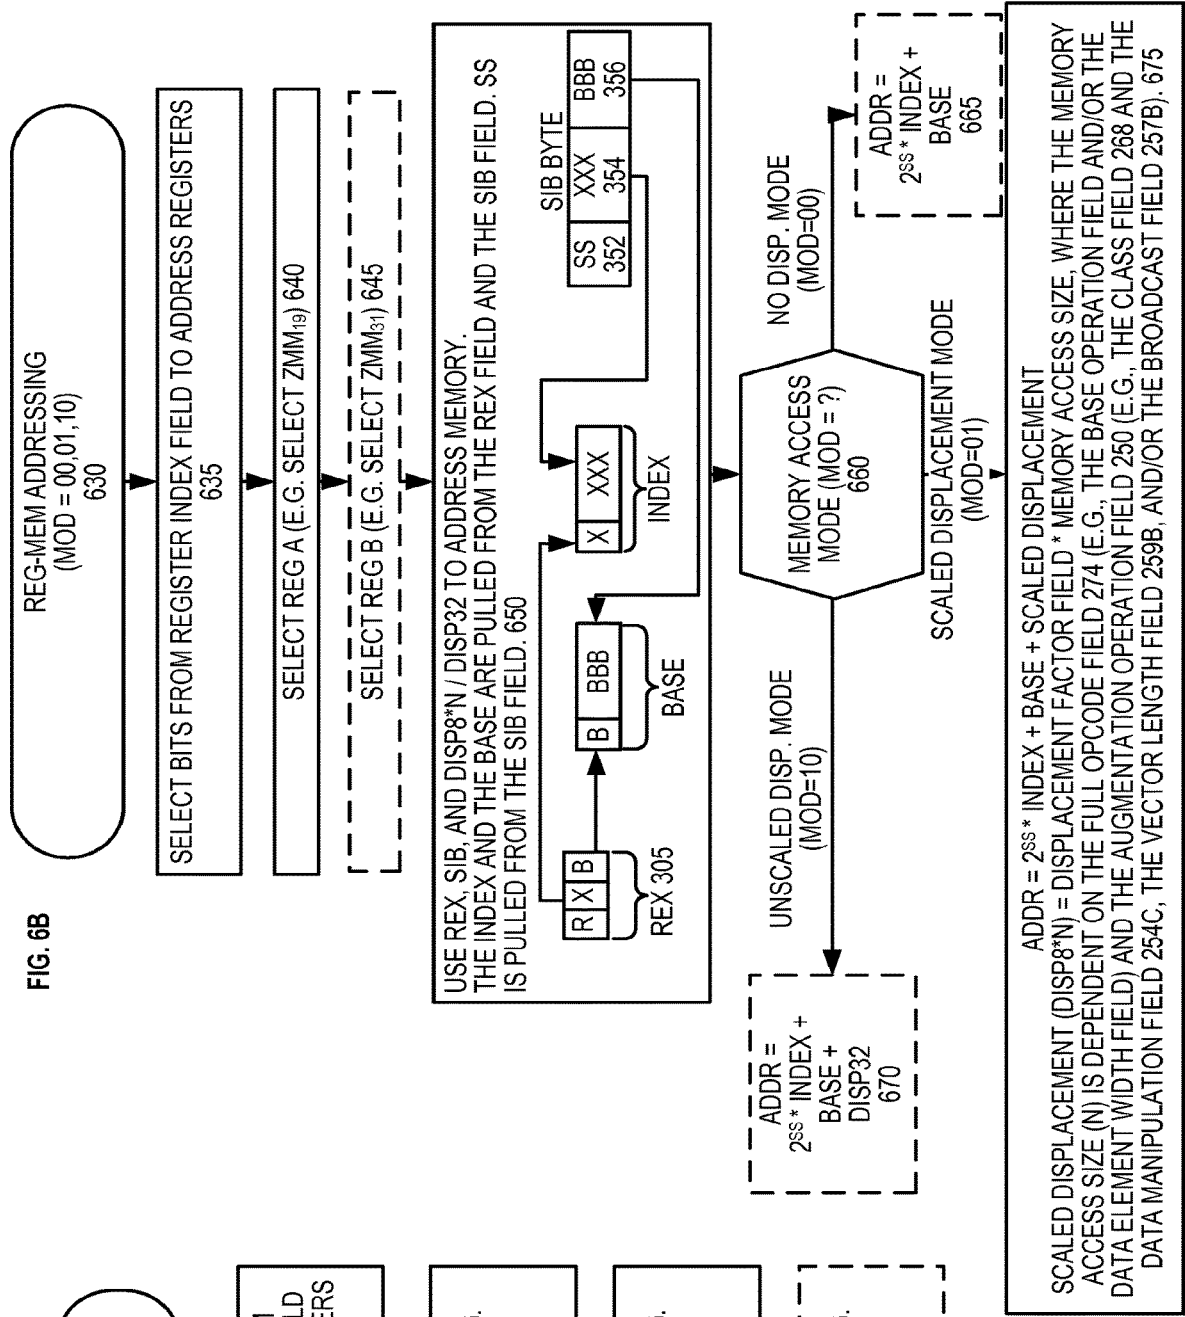 FIG. 6B
REG-MEM ADDRESSING
(MOD = 00,01,10)
630
SELECT BITS FROM REGISTER INDEX FIELD TO ADDRESS REGISTERS
635
SELECT REG A (E.G. SELECT ZMM19) 640
SELECT REG B (E.G. SELECT ZMM31) 645
USE REX, SIB, AND DISP8*N / DISP32 TO ADDRESS MEMORY.
THE INDEX AND THE BASE ARE PULLED FROM THE REX FIELD AND THE SIB FIELD. SS
IS PULLED FROM THE SIB FIELD. 650
SIB BYTE
SS XXX BBB
352 354 356
R X B
REX 305
B BBB
BASE
X XXX
INDEX
MEMORY ACCESS
MODE (MOD = ?)
660
UNSCALED DISP. MODE
(MOD=10)
NO DISP. MODE
(MOD=00)
SCALED DISPLACEMENT MODE
(MOD=01)
ADDR =
2SS * INDEX +
BASE +
DISP32
670
ADDR =
2SS * INDEX +
BASE
665
ADDR = 2SS * INDEX + BASE + SCALED DISPLACEMENT
SCALED DISPLACEMENT (DISP8*N) = DISPLACEMENT FACTOR FIELD * MEMORY ACCESS SIZE, WHERE THE MEMORY
ACCESS SIZE (N) IS DEPENDENT ON THE FULL OPCODE FIELD 274 (E.G., THE BASE OPERATION FIELD AND/OR THE
DATA ELEMENT WIDTH FIELD) AND THE AUGMENTATION OPERATION FIELD 250 (E.G., THE CLASS FIELD 268 AND THE
DATA MANIPULATION FIELD 254C, THE VECTOR LENGTH FIELD 259B, AND/OR THE BROADCAST FIELD 257B). 675